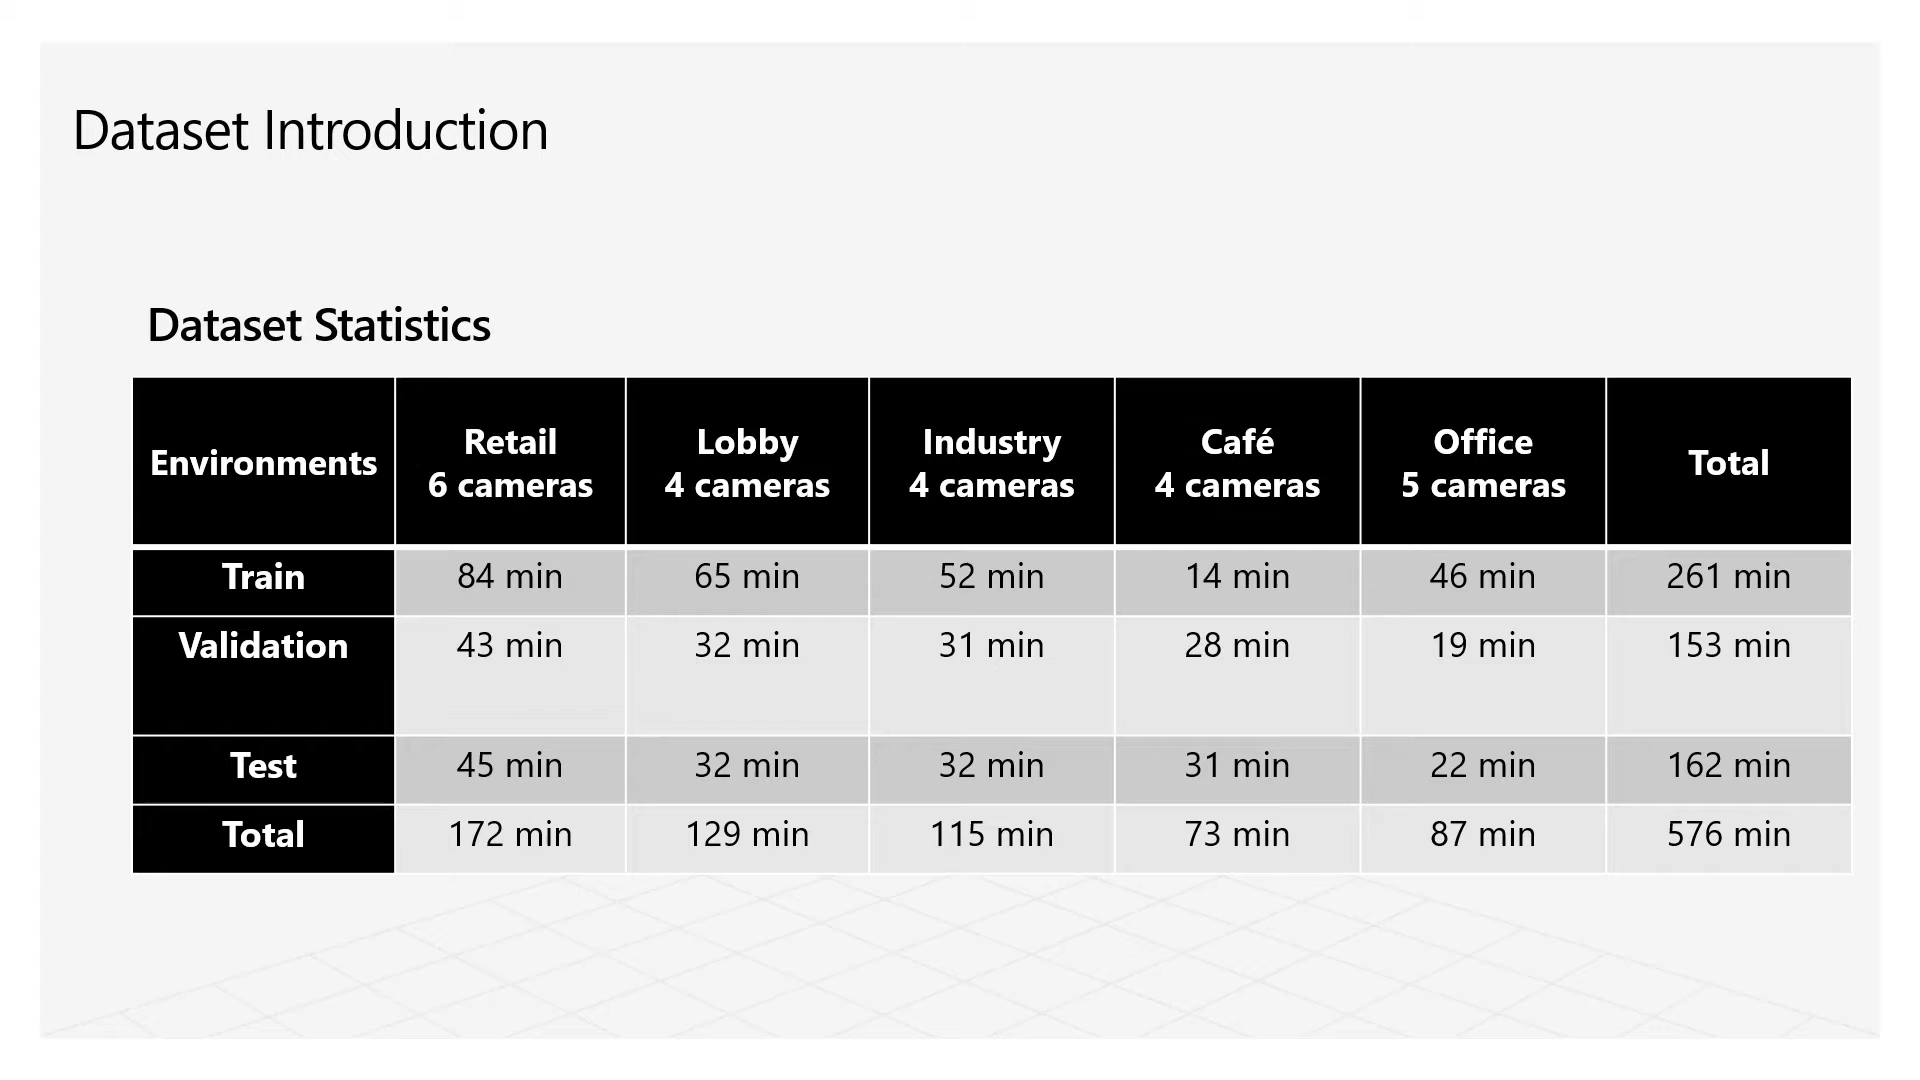 Dataset Introduction
Dataset Statistics
Environments
Retail
6 cameras
Lobby
4 cameras
Industry
4 cameras
Café
4 cameras
Office
5 cameras
Total
Train 84 min 65 min 52 min 14 min 46 min 261 min
Validation 43 min 32 min 31 min 28 min 19 min 153 min
Test 45 min 32 min 32 min 31 min 22 min 162 min
Total 172 min 129 min 115 min 73 min 87 min 576 min